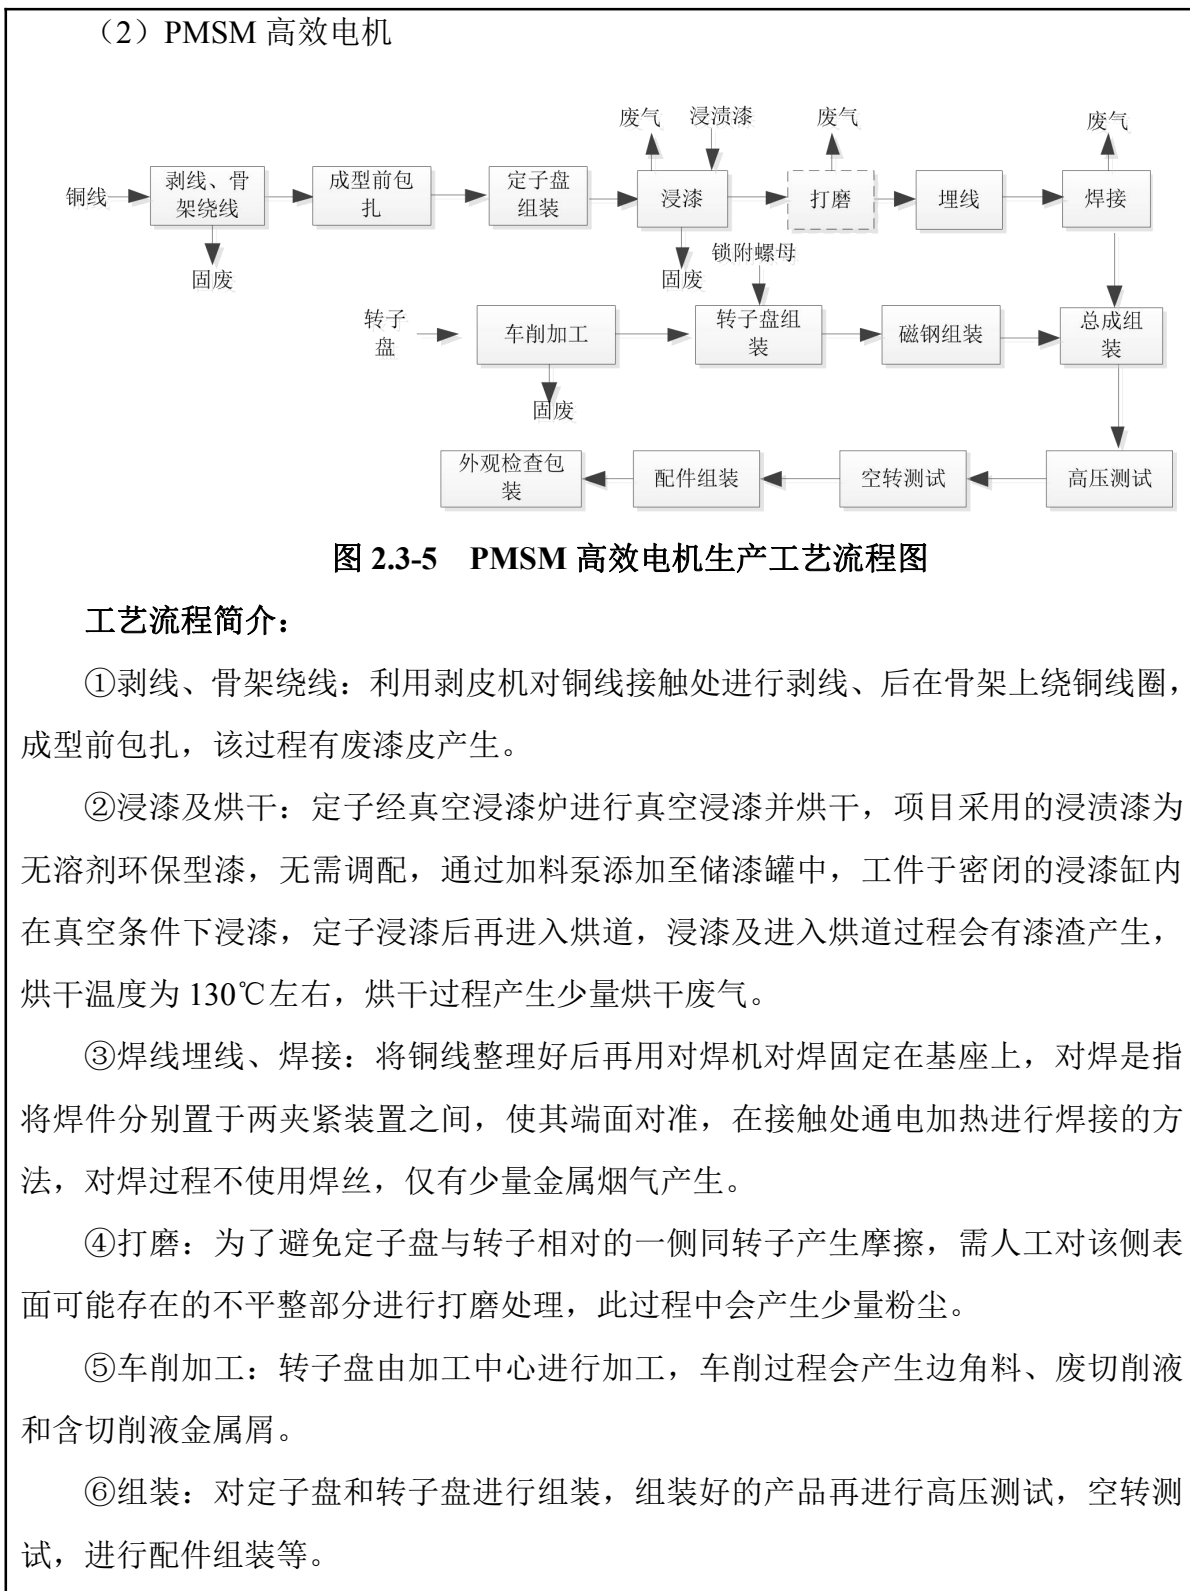 （2）PMSM 高效电机
废气
浸渍漆
废气
废气
铜线
剥线、骨
架绕线
成型前包
扎
定子盘
组装
浸漆
打磨
埋线
焊接
固废
固废
锁附螺母
转子
盘
车削加工
转子盘组
装
磁钢组装
总成组
装
固废
外观检查包
装
配件组装
空转测试
高压测试
图 2.3-5 PMSM 高效电机生产工艺流程图
工艺流程简介：
①剥线、骨架绕线：利用剥皮机对铜线接触处进行剥线、后在骨架上绕铜线圈，
成型前包扎，该过程有废漆皮产生。
②浸漆及烘干：定子经真空浸漆炉进行真空浸漆并烘干，项目采用的浸渍漆为
无溶剂环保型漆，无需调配，通过加料泵添加至储漆罐中，工件于密闭的浸漆缸内
在真空条件下浸漆，定子浸漆后再进入烘道，浸漆及进入烘道过程会有漆渣产生，
烘干温度为 130℃左右，烘干过程产生少量烘干废气。
③焊线埋线、焊接：将铜线整理好后再用对焊机对焊固定在基座上，对焊是指
将焊件分别置于两夹紧装置之间，使其端面对准，在接触处通电加热进行焊接的方
法，对焊过程不使用焊丝，仅有少量金属烟气产生。
④打磨：为了避免定子盘与转子相对的一侧同转子产生摩擦，需人工对该侧表
面可能存在的不平整部分进行打磨处理，此过程中会产生少量粉尘。
⑤车削加工：转子盘由加工中心进行加工，车削过程会产生边角料、废切削液
和含切削液金属屑。
⑥组装：对定子盘和转子盘进行组装，组装好的产品再进行高压测试，空转测
试，进行配件组装等。